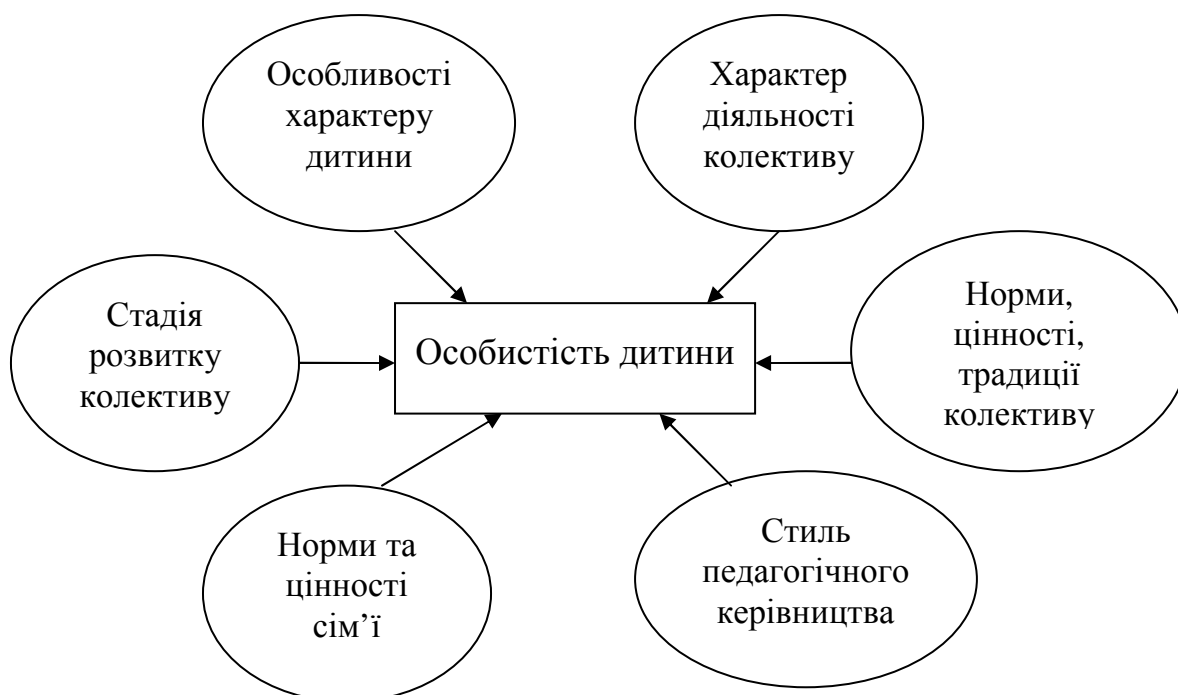 Особливості
характеру
дитини
Характер
діяльності
колективу
Стадія
розвитку
колективу
Особистість дитини
Норми,
цінності,
традиції
колективу
Норми та
цінності
сім’ї
Стиль
педагогічного
керівництва